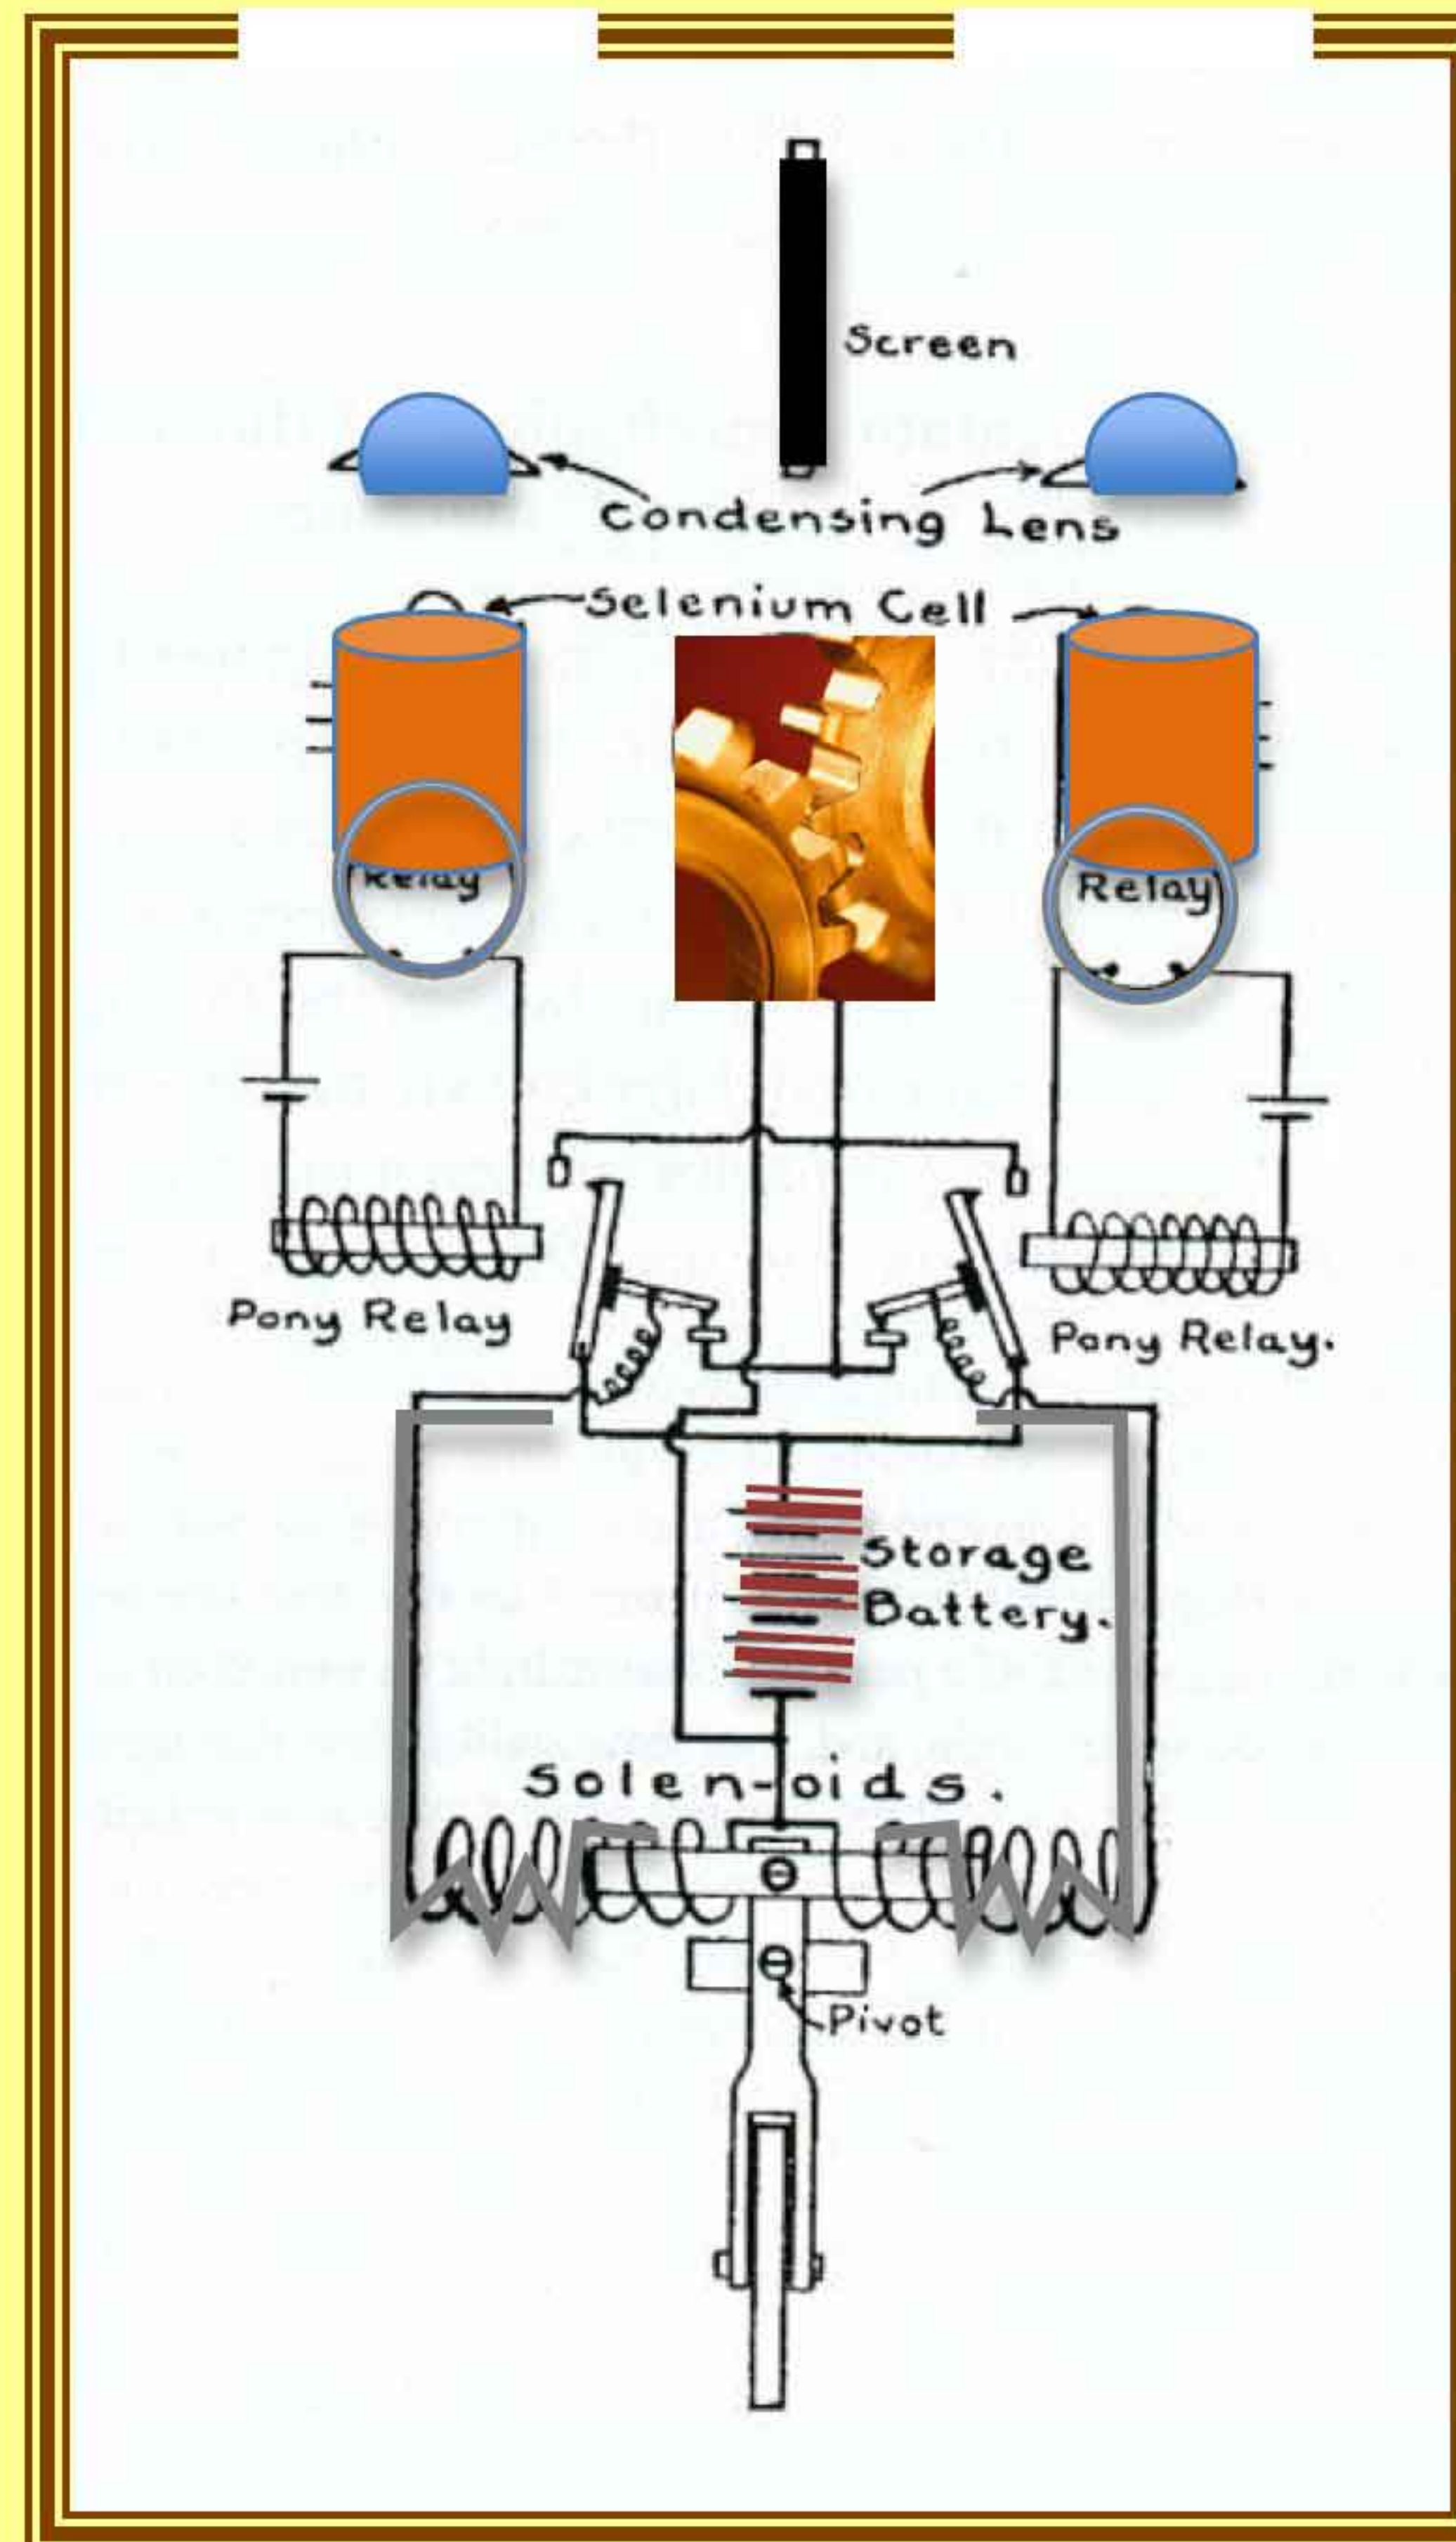 Screen
Condensing Lens
Selenium Cell
Relay
Relay
Pony Relay
Pony Relay.
Storage
Battery.
Solen-oids.
Pivot